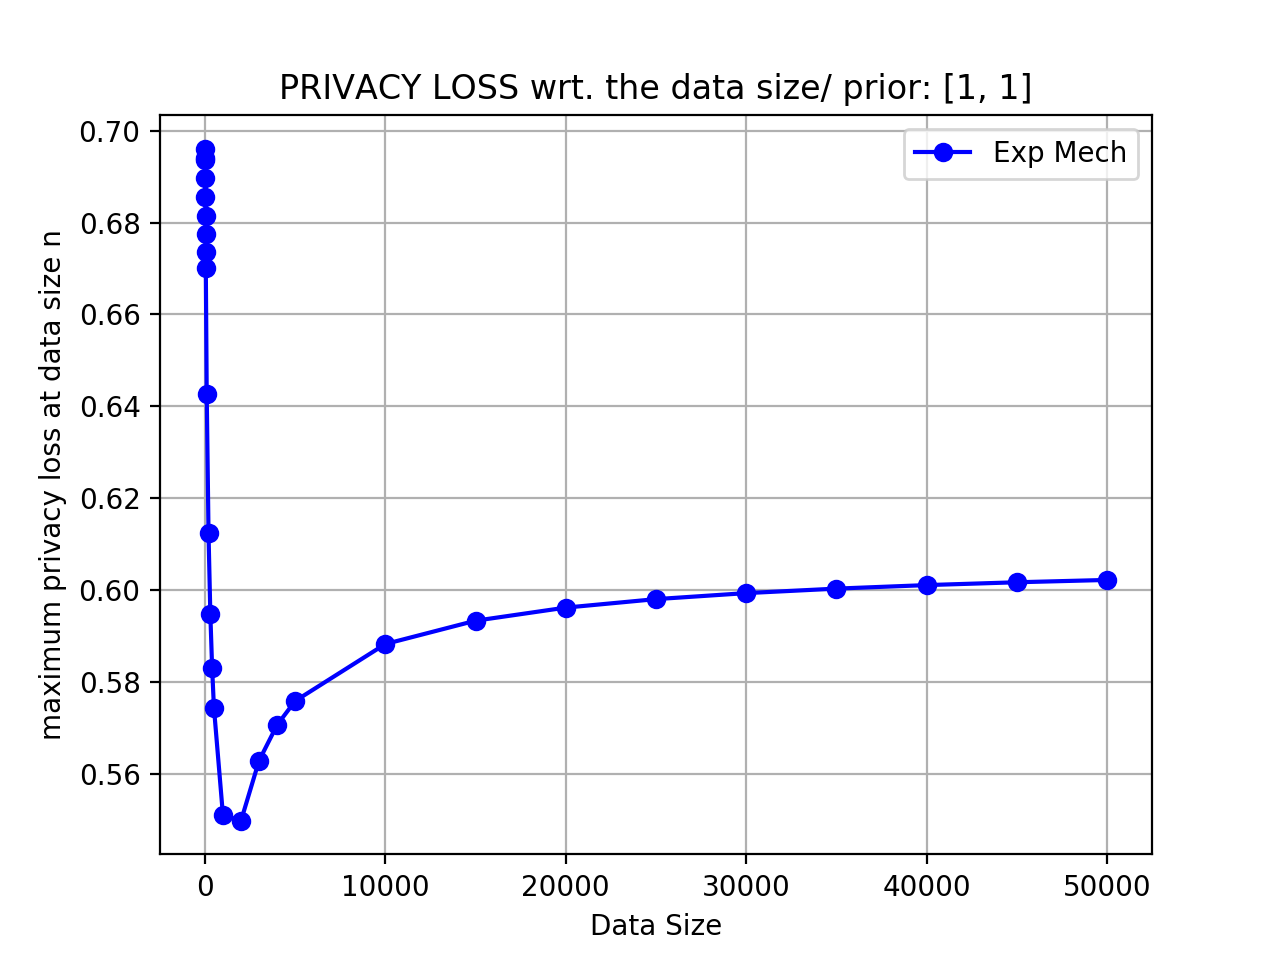 PRIVACY LOSS wrt. the data size/ prior: [1, 1]
Exp Mech
maximum privacy loss at data size n
0.70
0.68
0.66
0.64
0.62
0.60
0.58
0.56
0 10000 20000 30000 40000 50000
Data Size